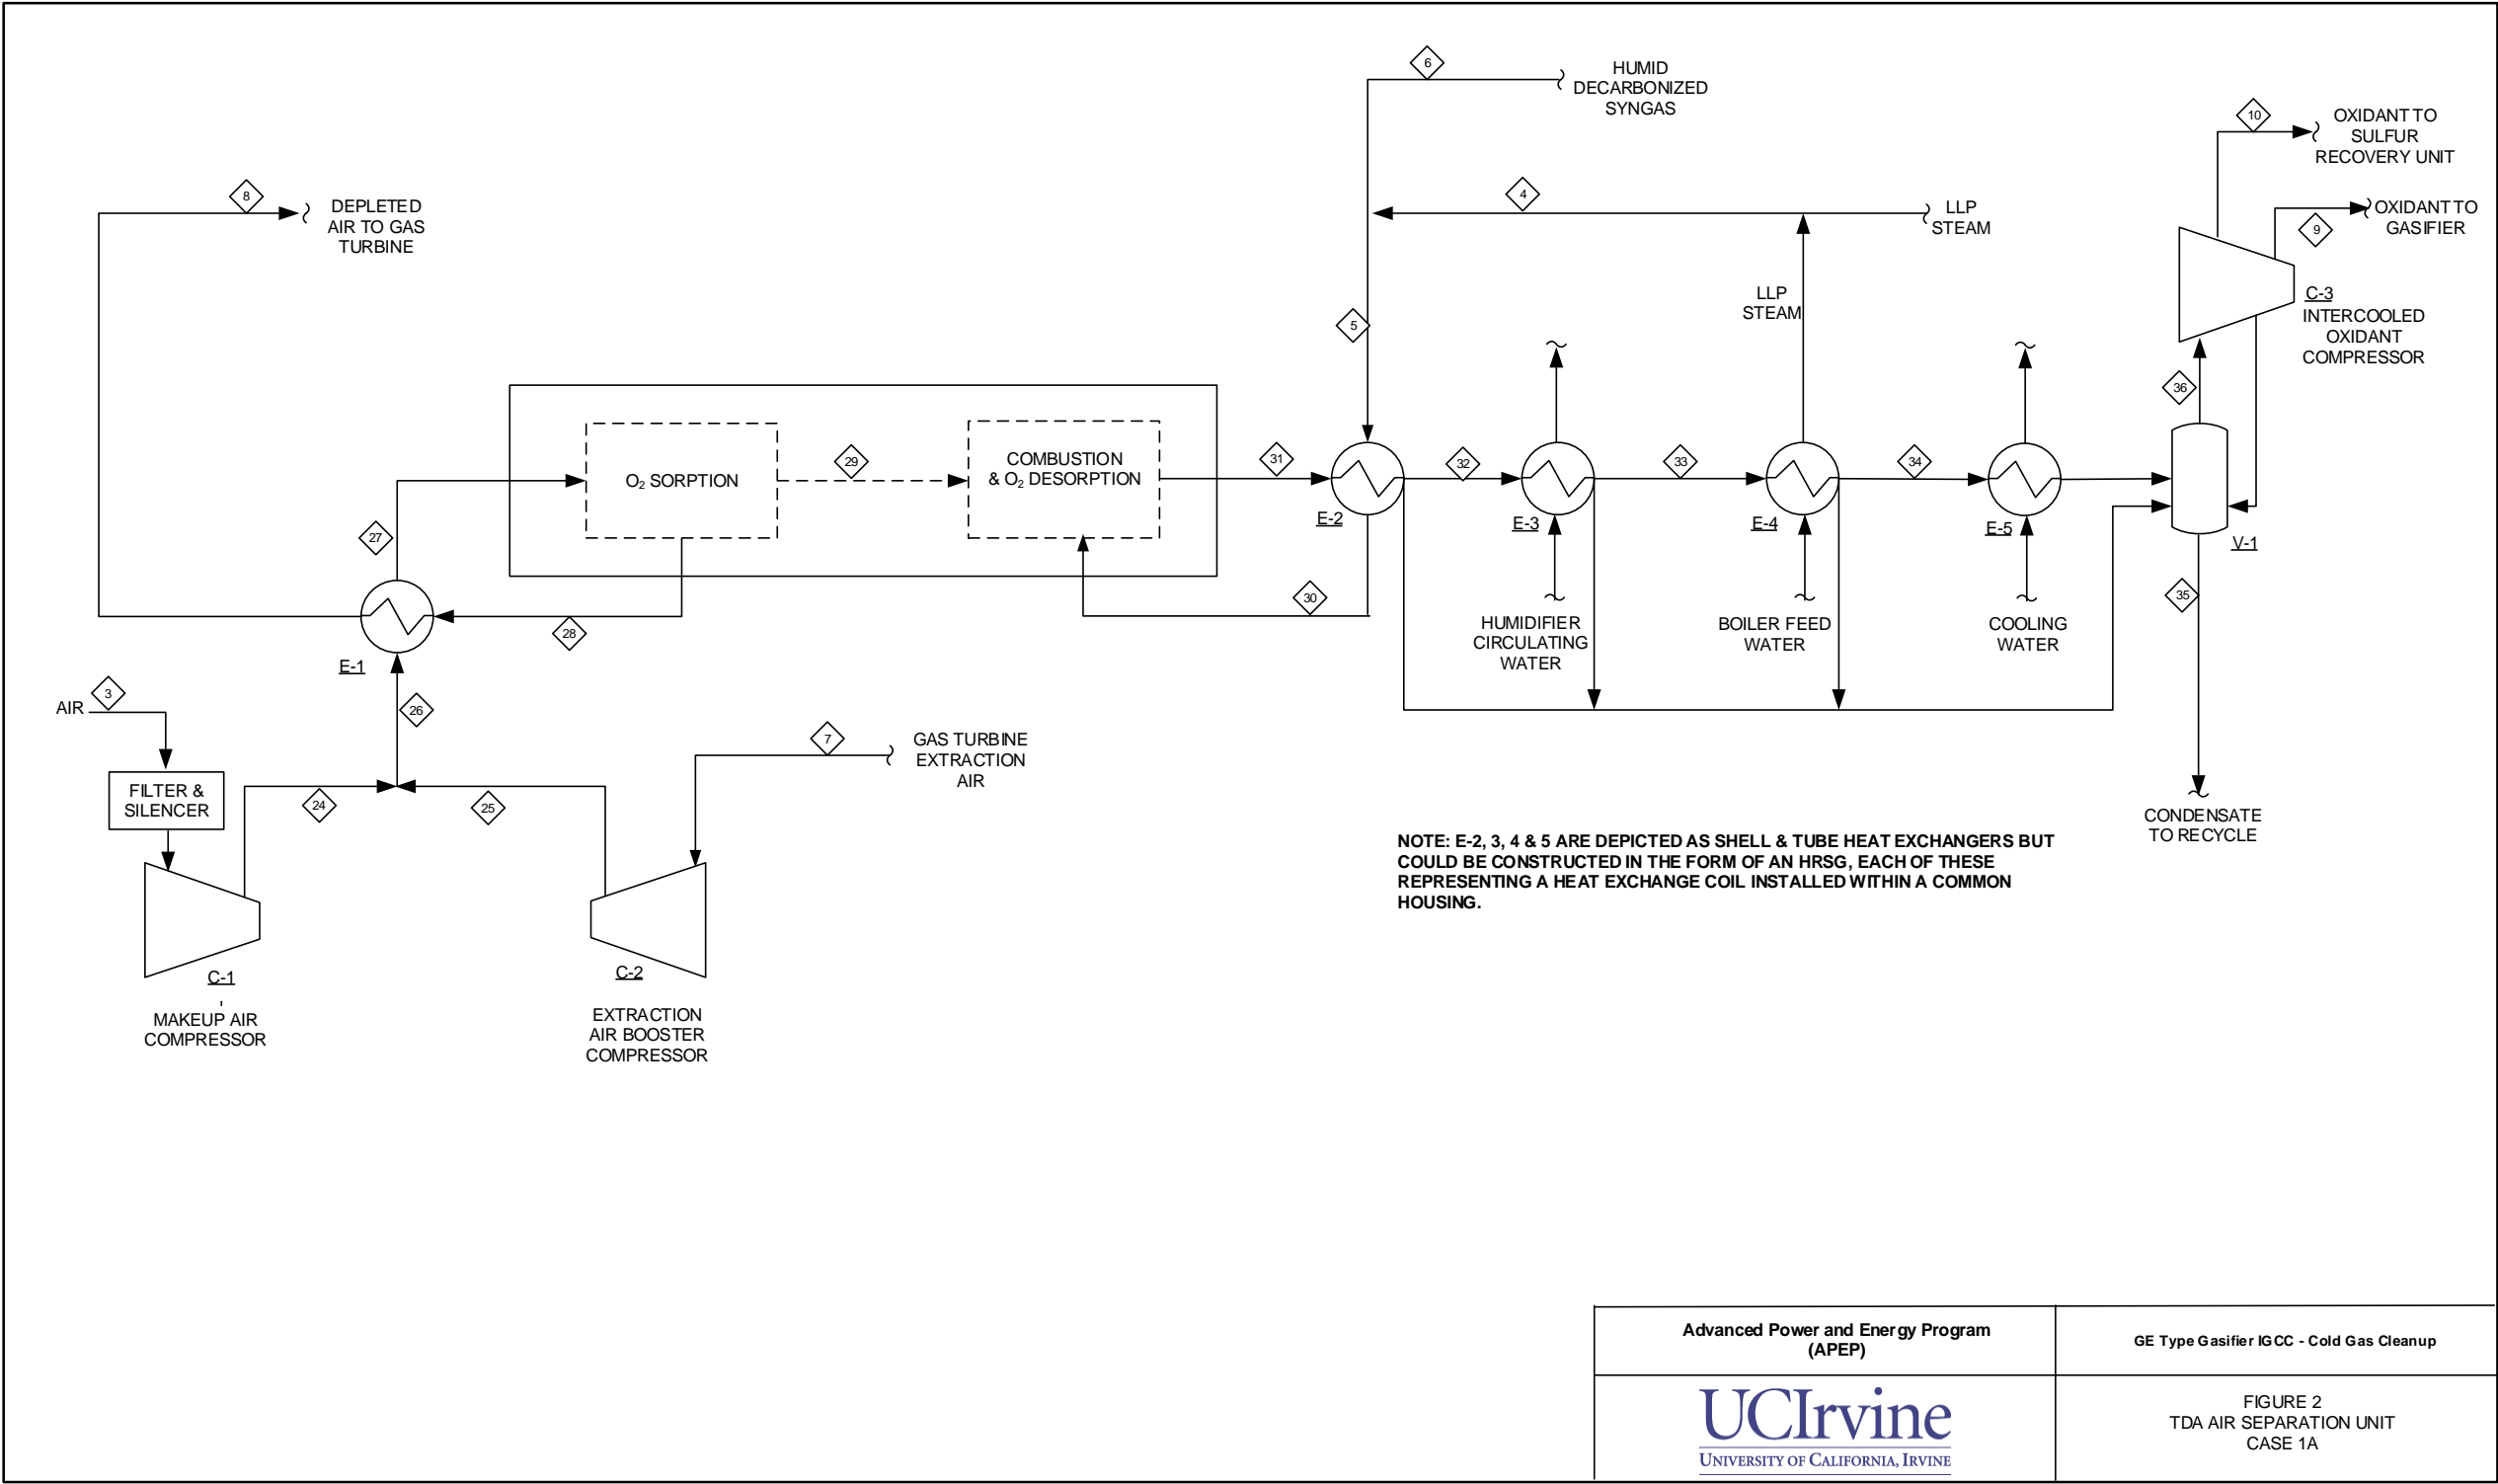 6
HUMID
DECARBONIZED
SYNGAS
10
OXIDANT TO
SULFUR
RECOVERY UNIT
8
DEPLETED
AIR TO GAS
TURBINE
4
LLP
STEAM
9
OXIDANT TO
GASIFIER
C-3
INTERCOOLED
OXIDANT
COMPRESSOR
LLP
STEAM
5
36
O₂ SORPTION
29
COMBUSTION
& O₂ DESORPTION
31
32
33
34
E-2
E-3
E-4
E-5
V-1
27
28
30
35
HUMIDIFIER
CIRCULATING
WATER
BOILER FEED
WATER
COOLING
WATER
E-1
3
AIR
26
7
GAS TURBINE
EXTRACTION
AIR
FILTER &
SILENCER
24
25
CONDENSATE
TO RECYCLE
NOTE: E-2, 3, 4 & 5 ARE DEPICTED AS SHELL & TUBE HEAT EXCHANGERS BUT
COULD BE CONSTRUCTED IN THE FORM OF AN HRSG, EACH OF THESE
REPRESENTING A HEAT EXCHANGE COIL INSTALLED WITHIN A COMMON
HOUSING.
C-1
MAKEUP AIR
COMPRESSOR
C-2
EXTRACTION
AIR BOOSTER
COMPRESSOR
Advanced Power and Energy Program
(APEP)
GE Type Gasifier IGCC - Cold Gas Cleanup
UCIrvine
UNIVERSITY OF CALIFORNIA, IRVINE
FIGURE 2
TDA AIR SEPARATION UNIT
CASE 1A